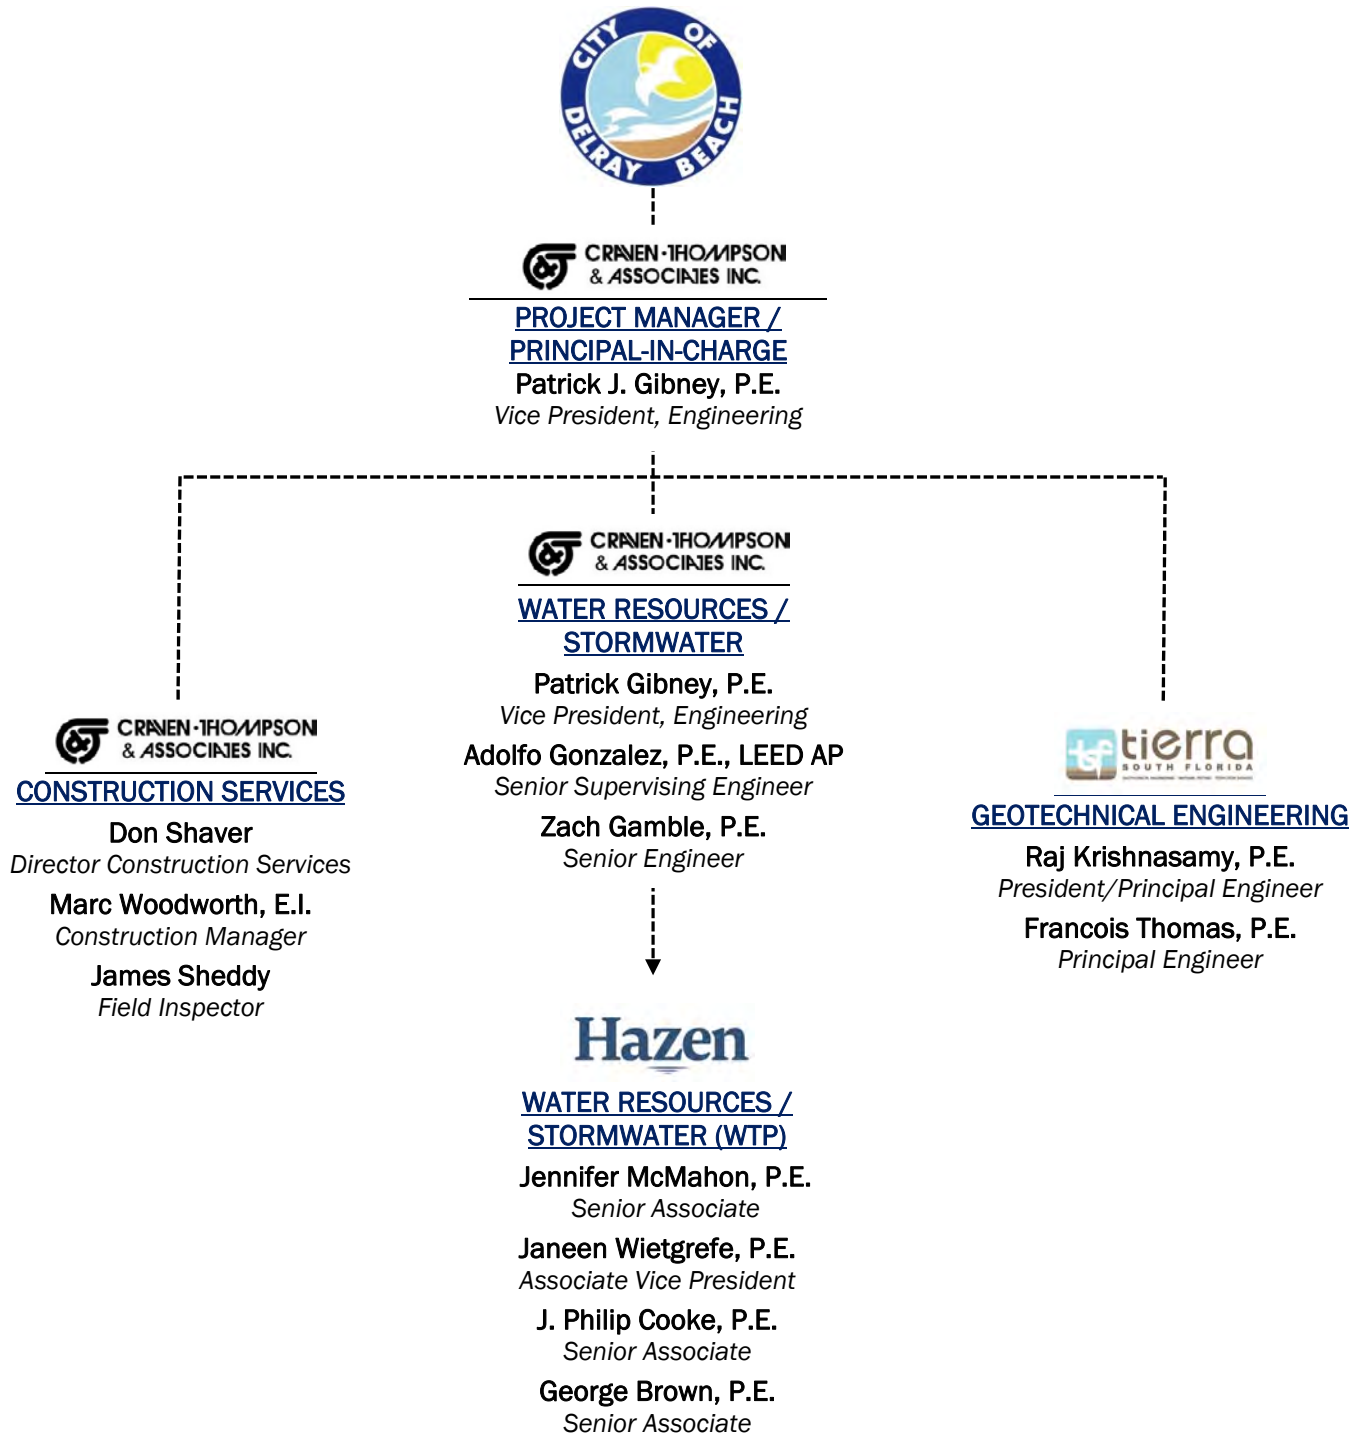 CITY OF
DELRAY BEACH
CRAVEN·THOMPSON
& ASSOCIATES INC.
PROJECT MANAGER /
PRINCIPAL-IN-CHARGE
Patrick J. Gibney, P.E.
Vice President, Engineering
CRAVEN·THOMPSON
& ASSOCIATES INC.
WATER RESOURCES /
STORMWATER
Patrick Gibney, P.E.
Vice President, Engineering
Adolfo Gonzalez, P.E., LEED AP
Senior Supervising Engineer
Zach Gamble, P.E.
Senior Engineer
CRAVEN·THOMPSON
& ASSOCIATES INC.
CONSTRUCTION SERVICES
Don Shaver
Director Construction Services
Marc Woodworth, E.I.
Construction Manager
James Sheddy
Field Inspector
tsf tierra
SOUTH FLORIDA
GEOTECHNICAL ENGINEERING
Raj Krishnasamy, P.E.
President/Principal Engineer
Francois Thomas, P.E.
Principal Engineer
Hazen
WATER RESOURCES /
STORMWATER (WTP)
Jennifer McMahon, P.E.
Senior Associate
Janeen Wietgrefe, P.E.
Associate Vice President
J. Philip Cooke, P.E.
Senior Associate
George Brown, P.E.
Senior Associate